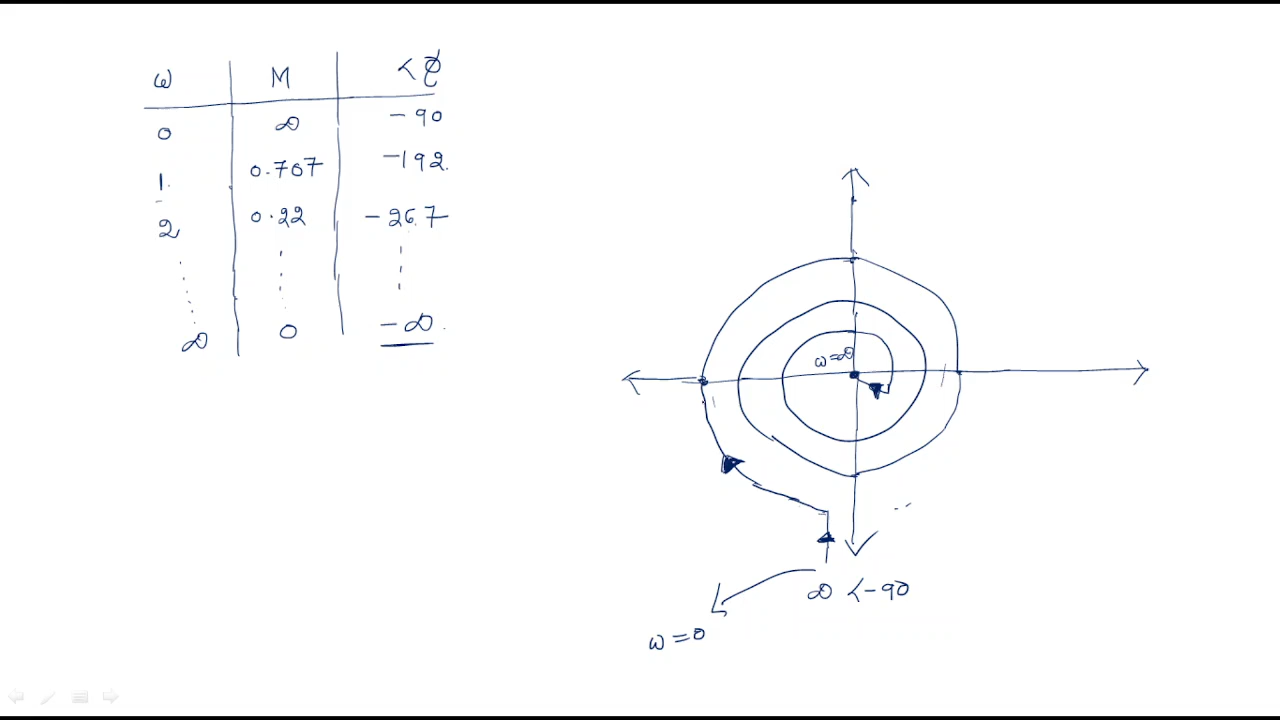 ω M <φ
0 ∞ -90
1. 0.707 -192.
2 0.22 -26.7
∞ 0 -∞.
ω=∞
∞ <-90
ω=0